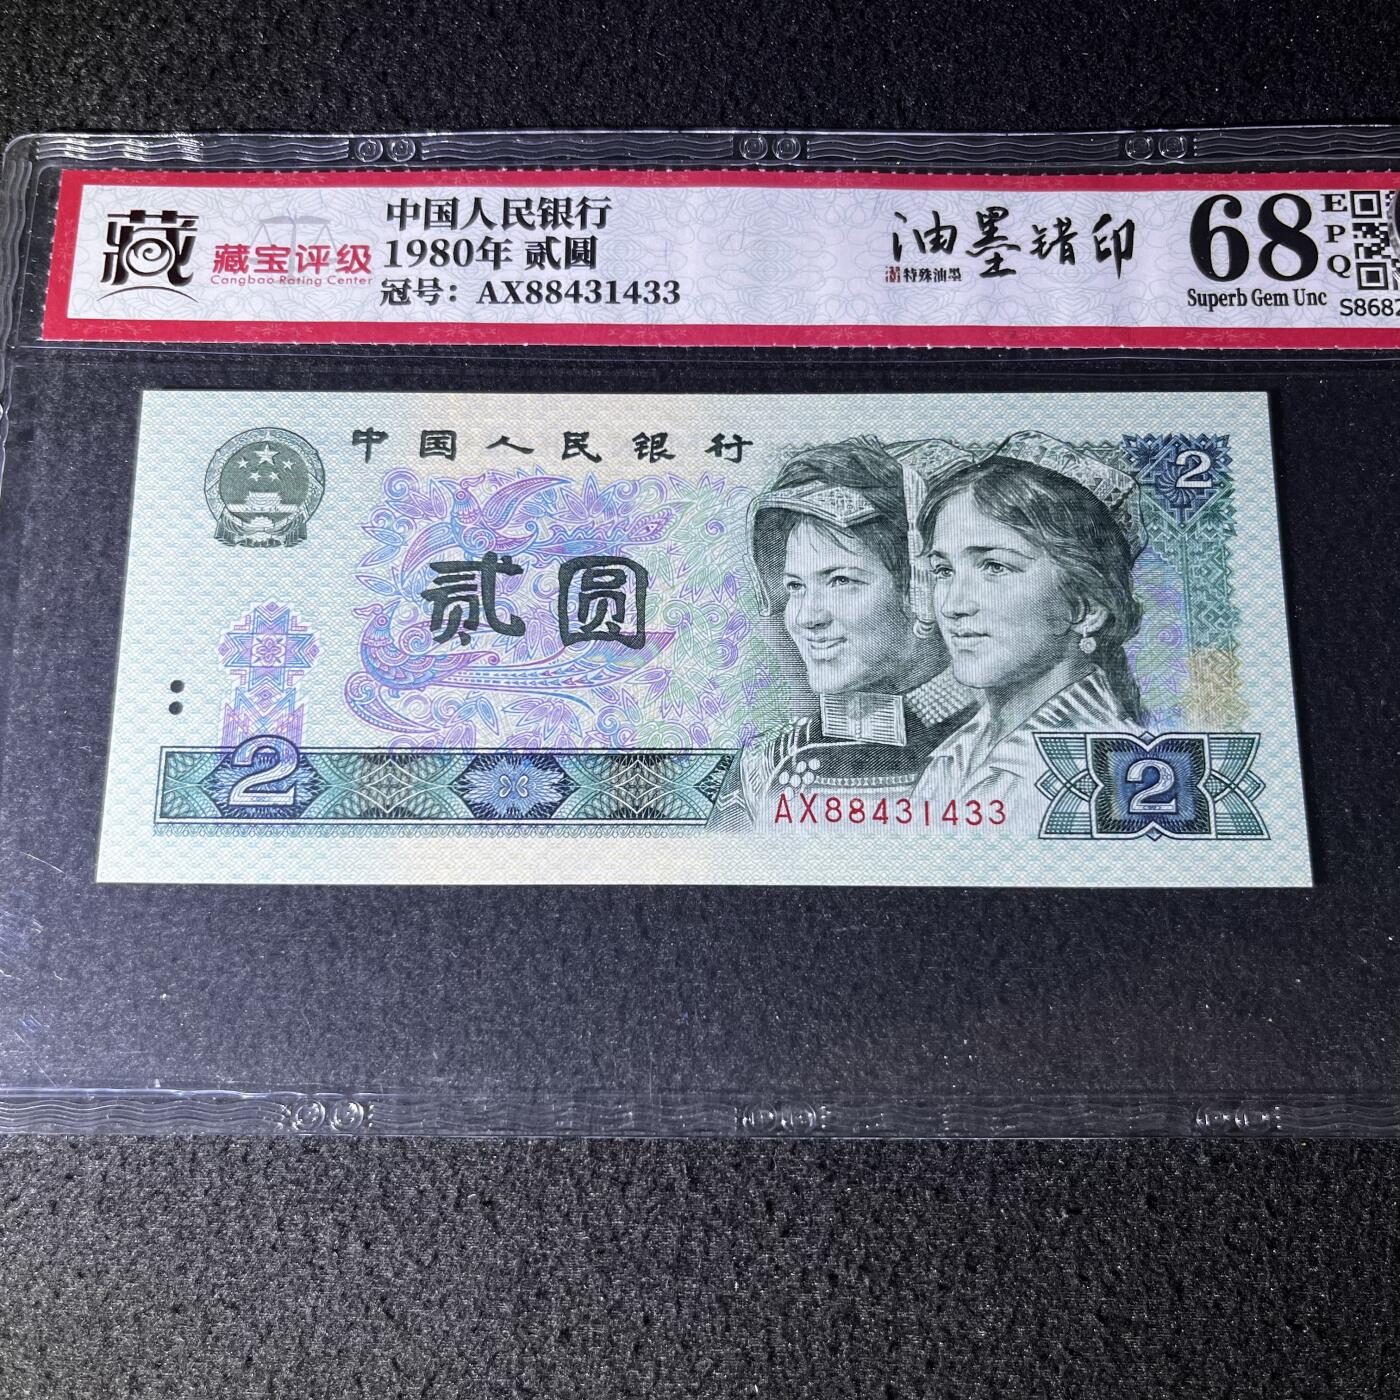 藏
藏宝评级
Cangbao Rating Center
中国人民银行
1980年 贰圆
冠号：AX88431433
油墨错印
特殊油墨
68
EPQ
Superb Gem Unc
中国人民银行
贰圆
2
2
AX88431433
2